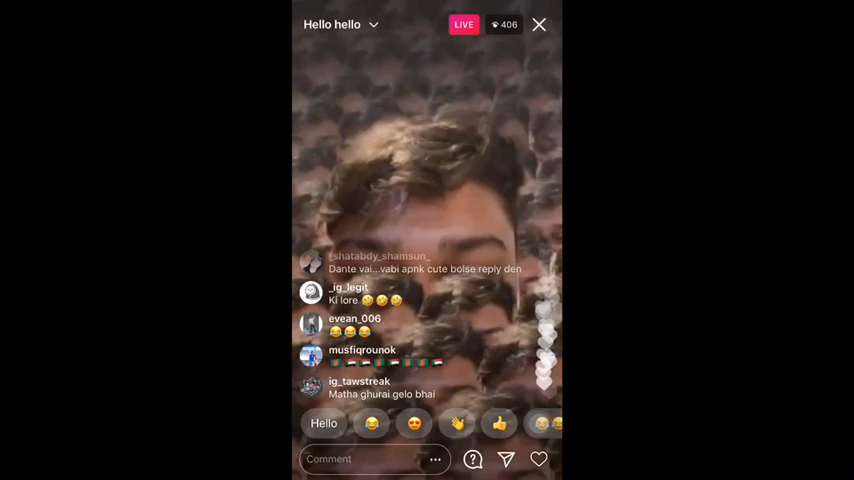 Hello hello
LIVE
406
_shatabdy_shamsun_
Dante vai...vabi apnk cute bolse reply den
_ig_legit
Ki lore 🤣🤣🤣
evean_006
😂😂😂
musfiqrounok
🇧🇩🇪🇬🇪🇬🇧🇩🇪🇬🇧🇩🇧🇩🇪🇬
ig_tawstreak
Matha ghurai gelo bhai
Hello
Comment